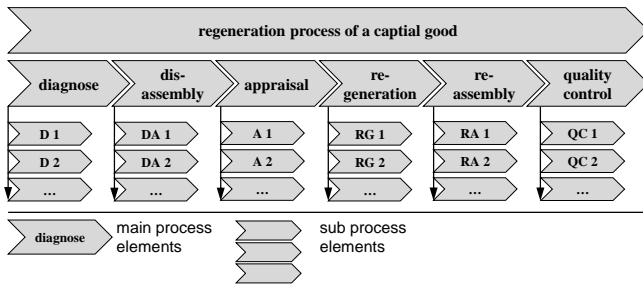 regeneration process of a captial good
diagnose
dis-
assembly
appraisal
re-
generation
re-
assembly
quality
control
D 1
DA 1
A 1
RG 1
RA 1
QC 1
D 2
DA 2
A 2
RG 2
RA 2
QC 2
...
...
...
...
...
...
diagnose
main process
elements
sub process
elements